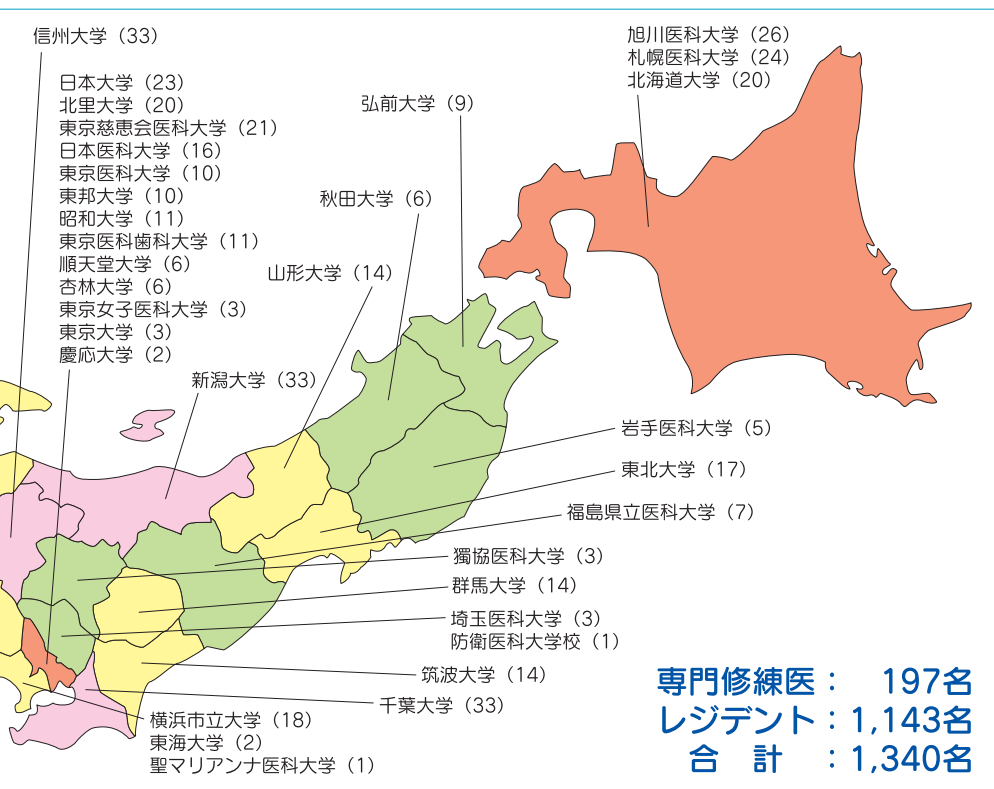 信州大学（33）
日本大学（23）
北里大学（20）
東京慈恵会医科大学（21）
日本医科大学（16）
東京医科大学（10）
東邦大学（10）
昭和大学（11）
東京医科歯科大学（11）
順天堂大学（6）
杏林大学（6）
東京女子医科大学（3）
東京大学（3）
慶応大学（2）
新潟大学（33）
山形大学（14）
秋田大学（6）
弘前大学（9）
旭川医科大学（26）
札幌医科大学（24）
北海道大学（20）
岩手医科大学（5）
東北大学（17）
福島県立医科大学（7）
獨協医科大学（3）
群馬大学（14）
埼玉医科大学（3）
防衛医科大学校（1）
筑波大学（14）
千葉大学（33）
横浜市立大学（18）
東海大学（2）
聖マリアンナ医科大学（1）
専門修練医：　197名
レジデント：1,143名
合　計　：1,340名